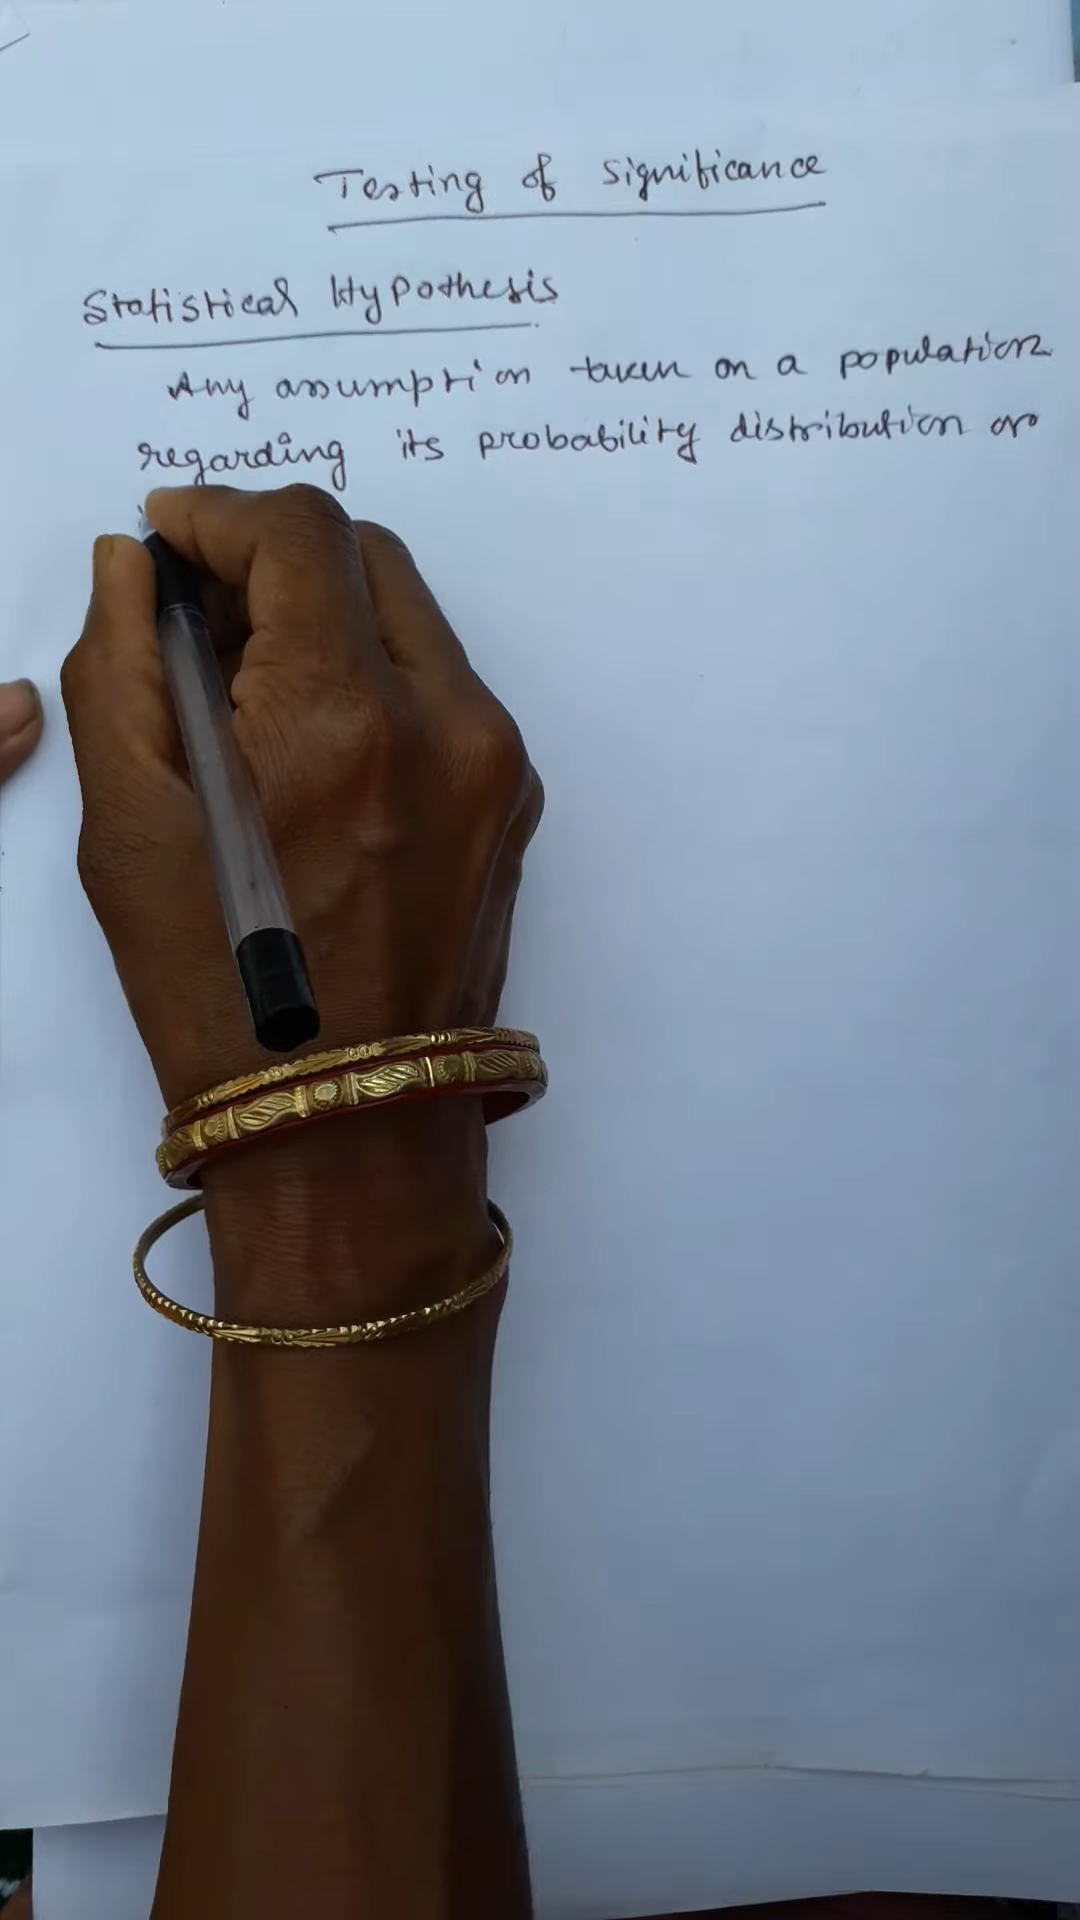 Testing of significance
Statistical Hypothesis
Any assumption taken on a population
regarding its probability distribution or